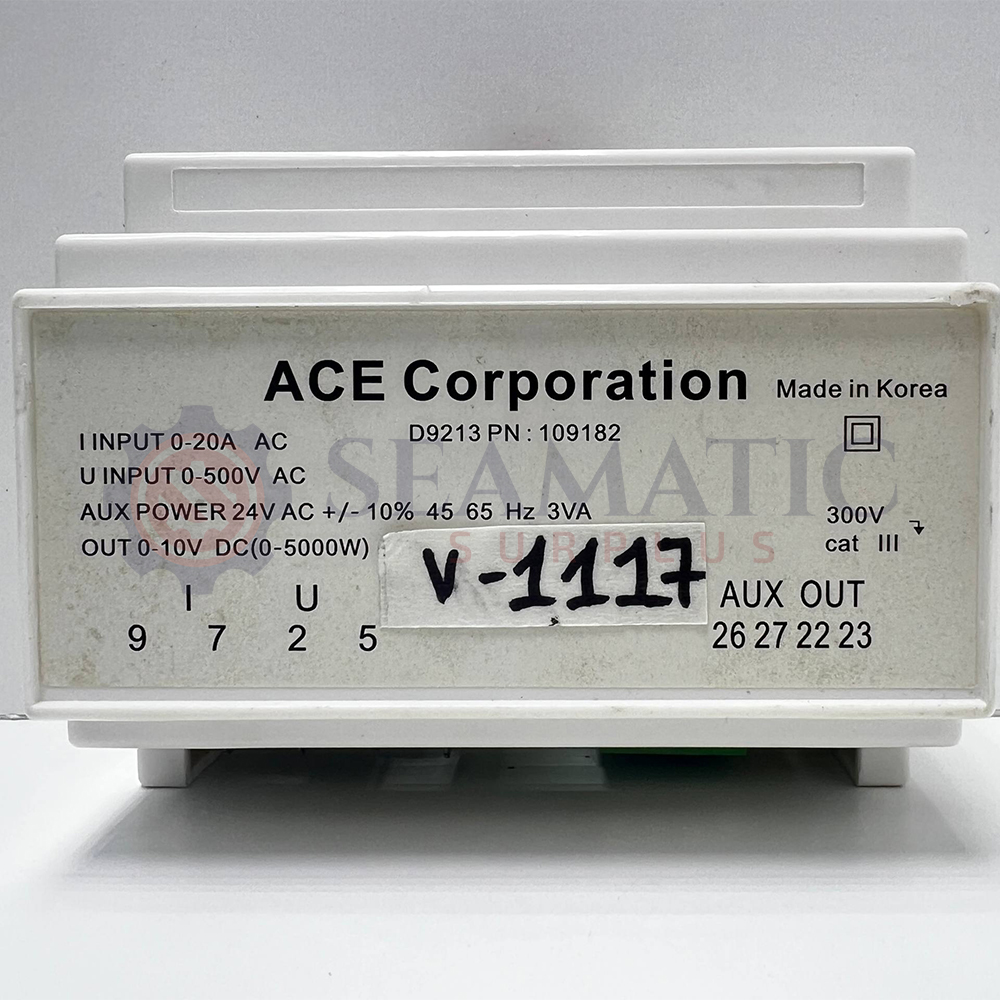 ACE Corporation Made in Korea
D9213 PN : 109182
I INPUT 0-20A AC
U INPUT 0-500V AC
AUX POWER 24V AC +/- 10% 45 65 Hz 3VA
OUT 0-10V DC(0-5000W)
300V
cat III
SEAMATIC
SURPLUS
V-1117
I U
9 7 2 5
AUX OUT
26 27 22 23